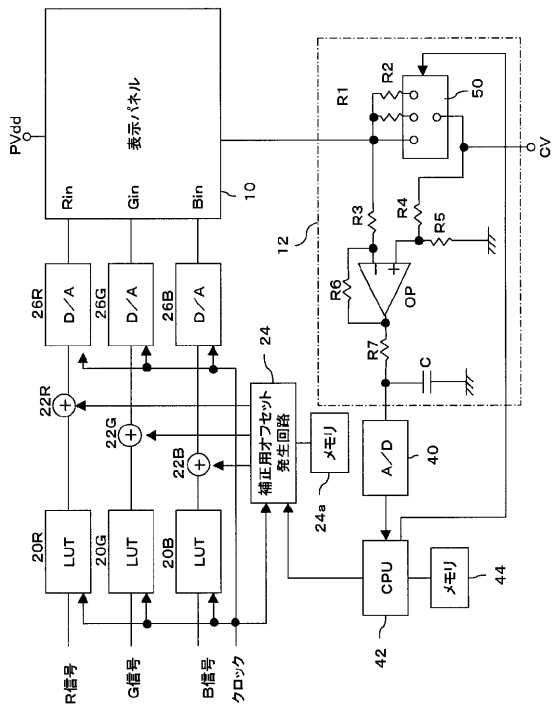 PVdd
表示パネル
Rin
Gin
Bin
10
26R
D/A
26G
D/A
26B
D/A
22R
22G
22B
24
補正用オフセット
発生回路
メモリ
24a
20R
LUT
20G
LUT
20B
LUT
R信号
G信号
B信号
クロック
12
R1
R2
50
R3
R4
R5
R6
OP
R7
C
CV
A/D
40
CPU
42
メモリ
44